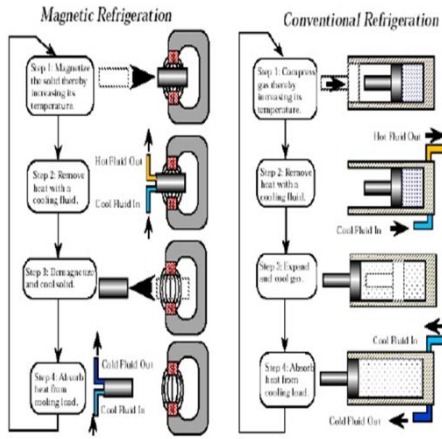 Magnetic Refrigeration
Step 1: Magnetize
the solid thereby
increasing its
temperature.
Hot Fluid Out
Step 2: Remove
heat with a
cooling fluid.
Cool Fluid In
Step 3: Demagnetize
and cool solid.
Cold Fluid Out
Step 4: Absorb
heat from
cooling load.
Cool Fluid In
Conventional Refrigeration
Step 1: Compress
gas thereby
increasing its
temperature.
Hot Fluid Out
Step 2: Remove
heat with a
cooling fluid.
Cool Fluid In
Step 3: Expand
and cool gas.
Cool Fluid In
Step 4: Absorb
heat from
cooling load.
Cold Fluid Out